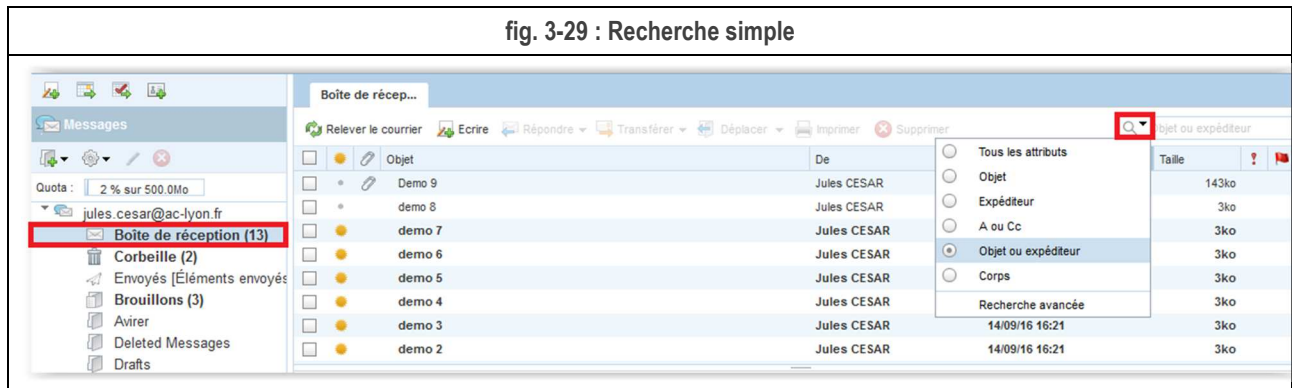 fig. 3-29 : Recherche simple
Boîte de récep...
Messages
Relever le courrier Ecrire Répondre Transférer Déplacer Imprimer Supprimer objet ou expéditeur
Objet De Taille
Quota : 2 % sur 500.0Mo
jules.cesar@ac-lyon.fr
Boîte de réception (13)
Corbeille (2)
Envoyés [Éléments envoyés
Brouillons (3)
Avirer
Deleted Messages
Drafts
Demo 9 Jules CESAR 143ko
demo 8 Jules CESAR 3ko
demo 7 Jules CESAR 3ko
demo 6 Jules CESAR 3ko
demo 5 Jules CESAR 3ko
demo 4 Jules CESAR 3ko
demo 3 Jules CESAR 14/09/16 16:21 3ko
demo 2 Jules CESAR 14/09/16 16:21 3ko
Tous les attributs
Objet
Expéditeur
A ou Cc
Objet ou expéditeur
Corps
Recherche avancée